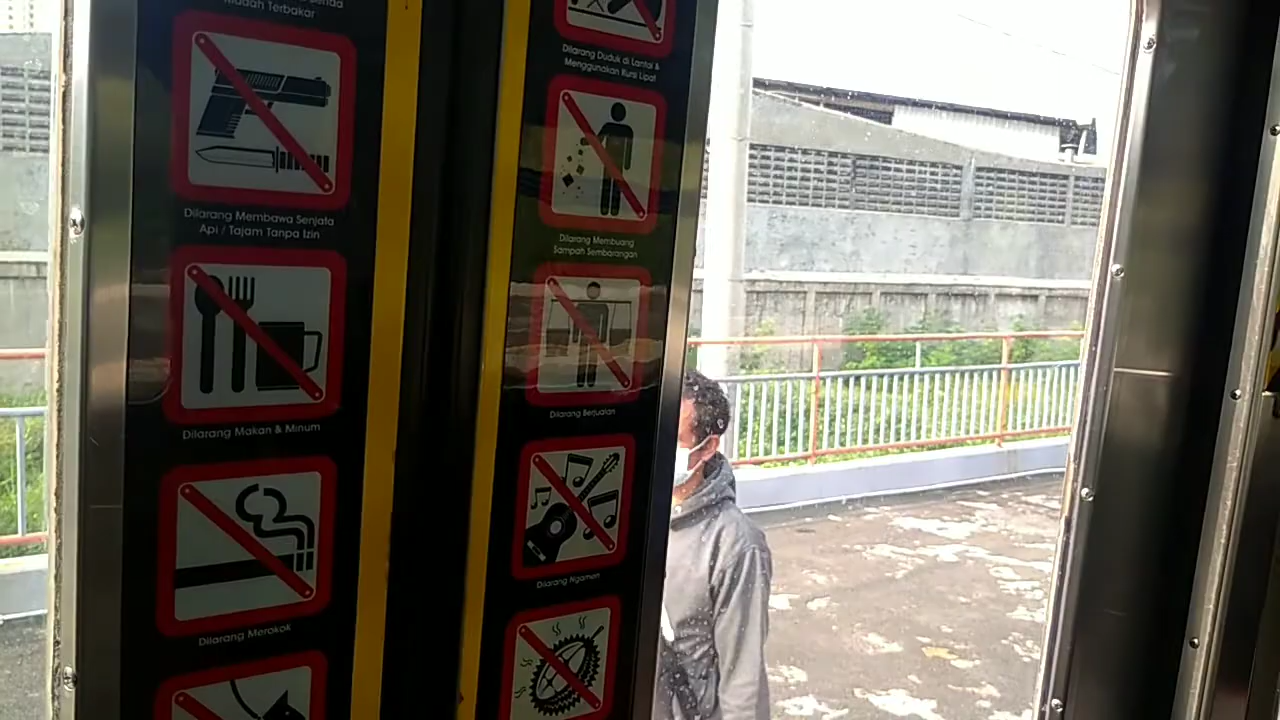 Mudah Terbakar
Dilarang Membawa Senjata
Api / Tajam Tanpa Izin
Dilarang Makan & Minum
Dilarang Merokok
Dilarang Duduk di Lantai &
Menggunakan Kursi Lipat
Dilarang Membuang
Sampah Sembarangan
Dilarang Berjualan
Dilarang Ngamen